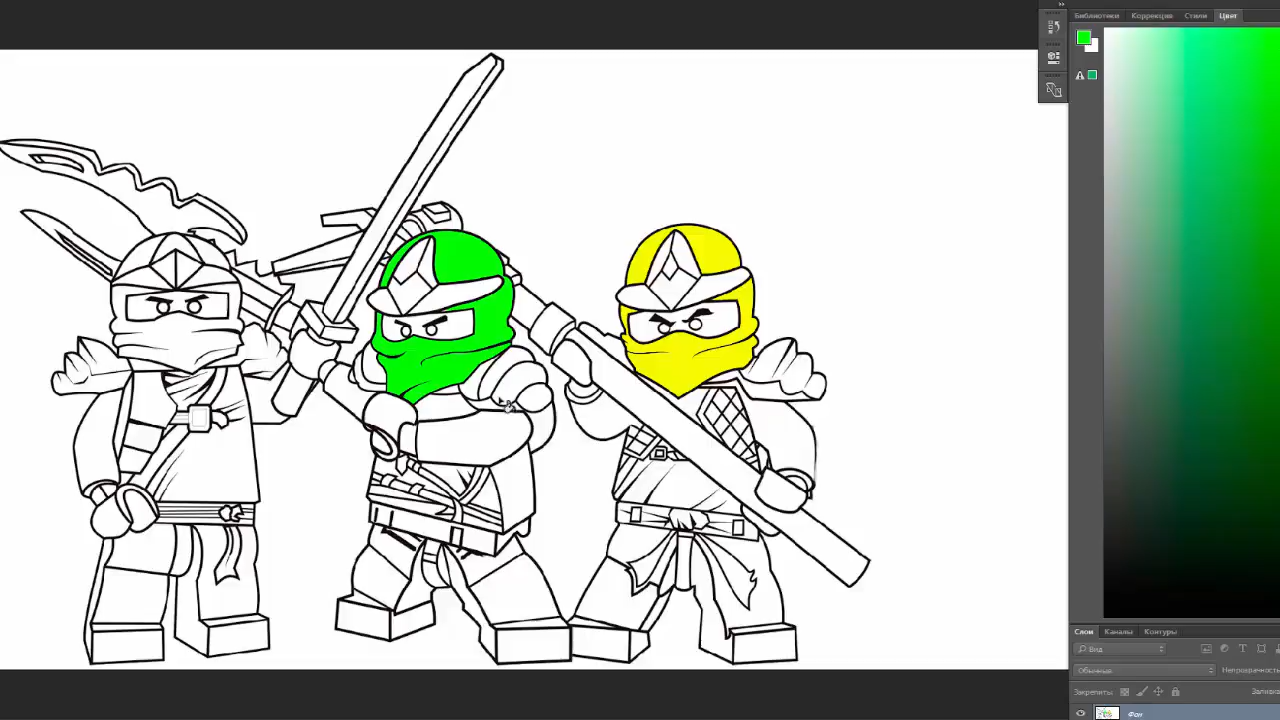 Библиотеки Коррекция Стили Цвет
Слои Каналы Контуры
Вид
Обычные Непрозрачность
Закрепить: Заливка
Фон